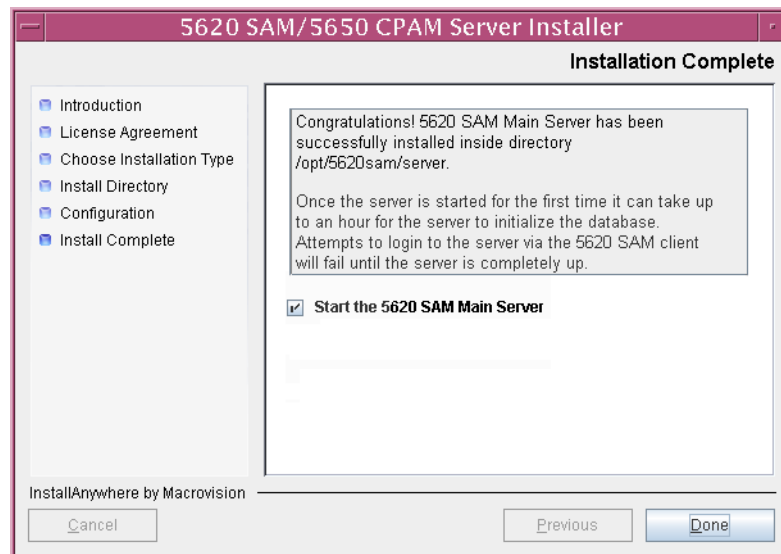 5620 SAM/5650 CPAM Server Installer
Installation Complete
Introduction
License Agreement
Choose Installation Type
Install Directory
Configuration
Install Complete
Congratulations! 5620 SAM Main Server has been
successfully installed inside directory
/opt/5620sam/server.
Once the server is started for the first time it can take up
to an hour for the server to initialize the database.
Attempts to login to the server via the 5620 SAM client
will fail until the server is completely up.
Start the 5620 SAM Main Server
InstallAnywhere by Macrovision
Cancel
Previous
Done